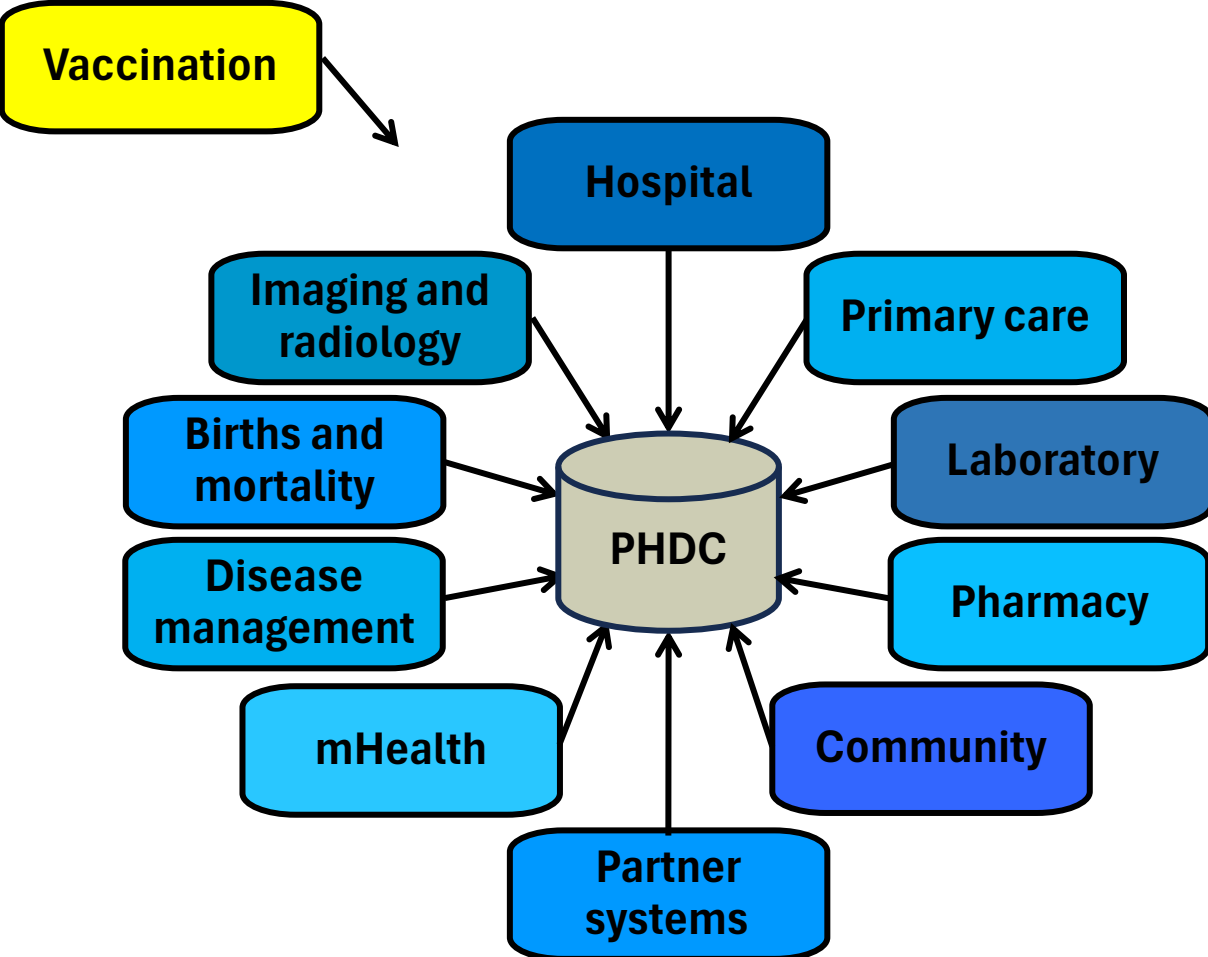 Vaccination
Hospital
Imaging and
radiology
Primary care
Births and
mortality
Laboratory
PHDC
Disease
management
Pharmacy
mHealth
Community
Partner
systems